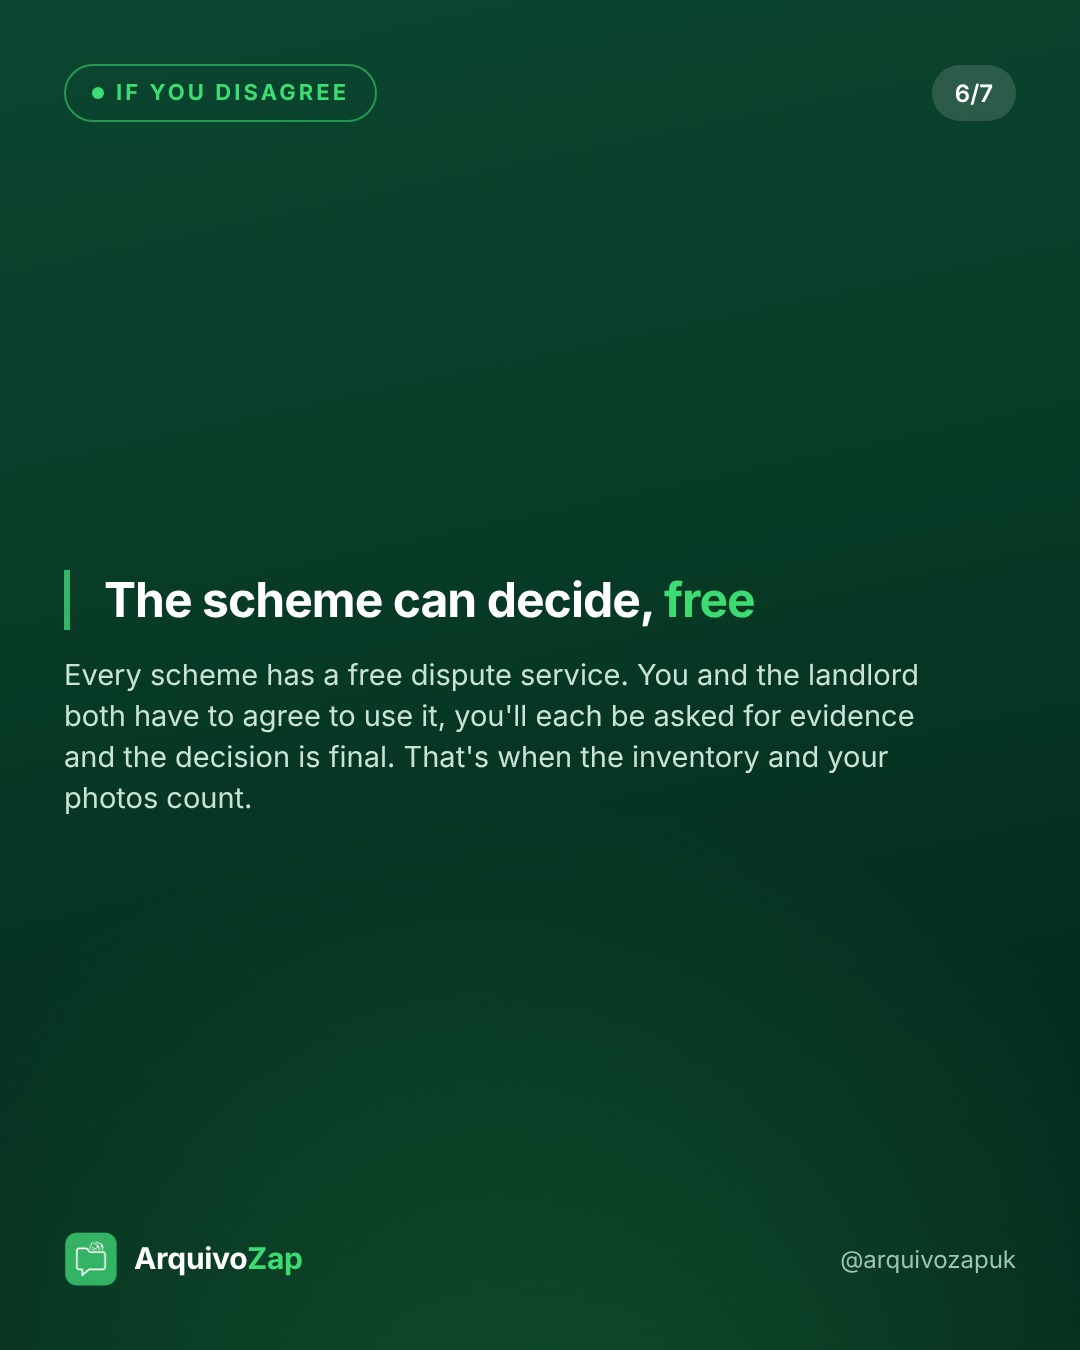 IF YOU DISAGREE
6/7
The scheme can decide, free
Every scheme has a free dispute service. You and the landlord
both have to agree to use it, you'll each be asked for evidence
and the decision is final. That's when the inventory and your
photos count.
ArquivoZap
@arquivozapuk